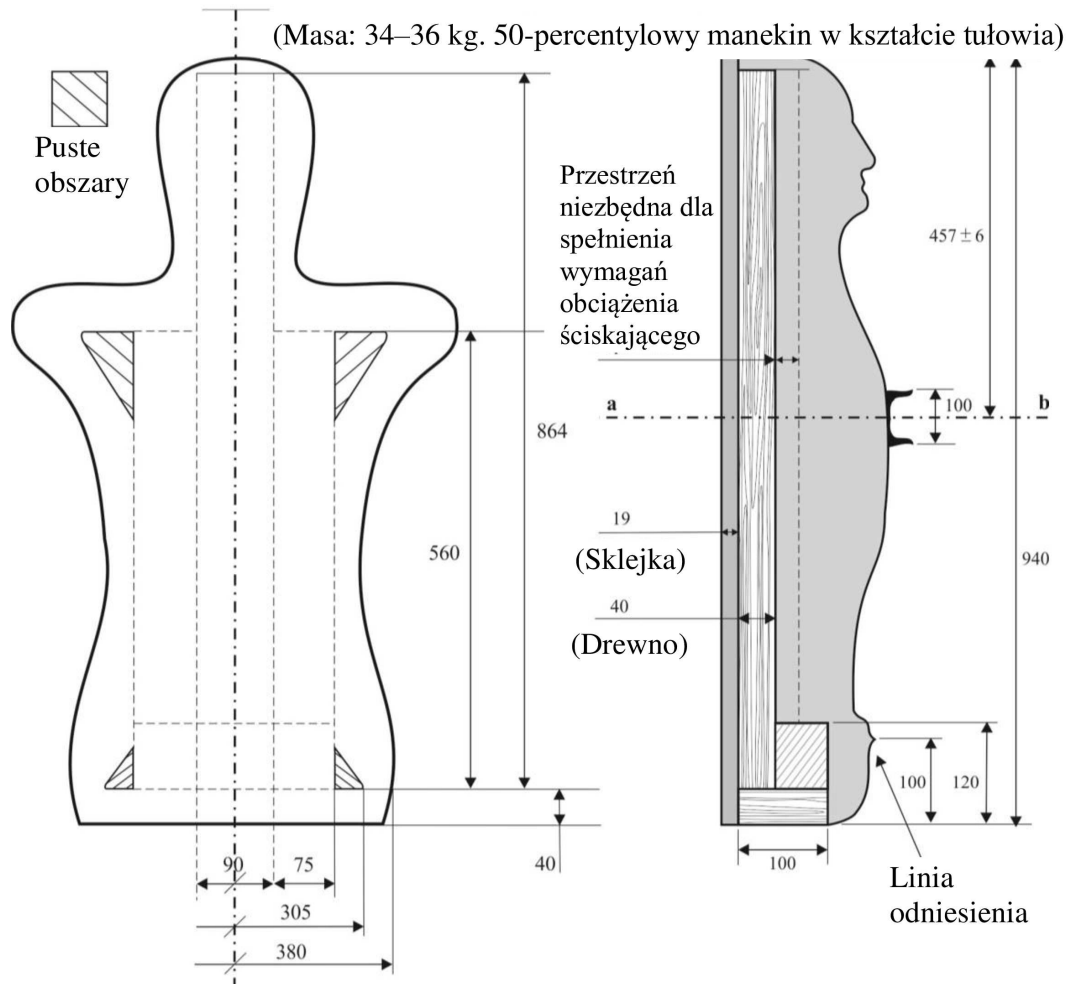 (Masa: 34–36 kg. 50-percentylowy manekin w kształcie tułowia)
Puste
obszary
Przestrzeń
niezbędna dla
spełnienia
wymagań
obciążenia
ściskającego
457 ± 6
a
b
100
864
19
560
(Sklejka)
940
40
(Drewno)
100
120
40
90
75
100
305
380
Linia
odniesienia